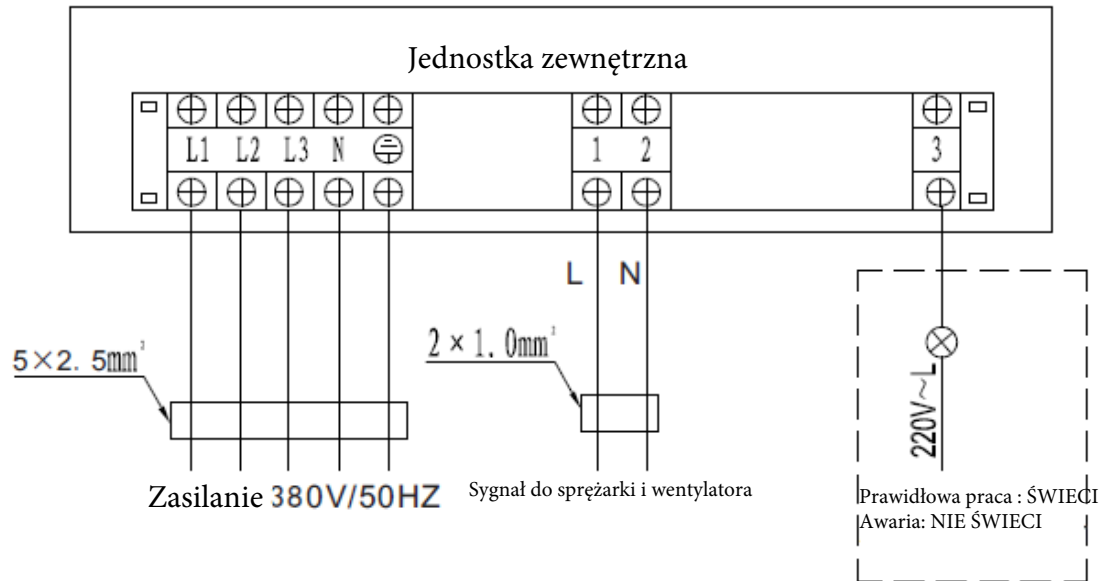 Jednostka zewnętrzna
L1 L2 L3 N 1 2 3
L N
5×2. 5mm²
2 × 1. 0mm²
220V~L
Zasilanie 380V/50HZ
Sygnał do sprężarki i wentylatora
Prawidłowa praca : ŚWIECI
Awaria: NIE ŚWIECI